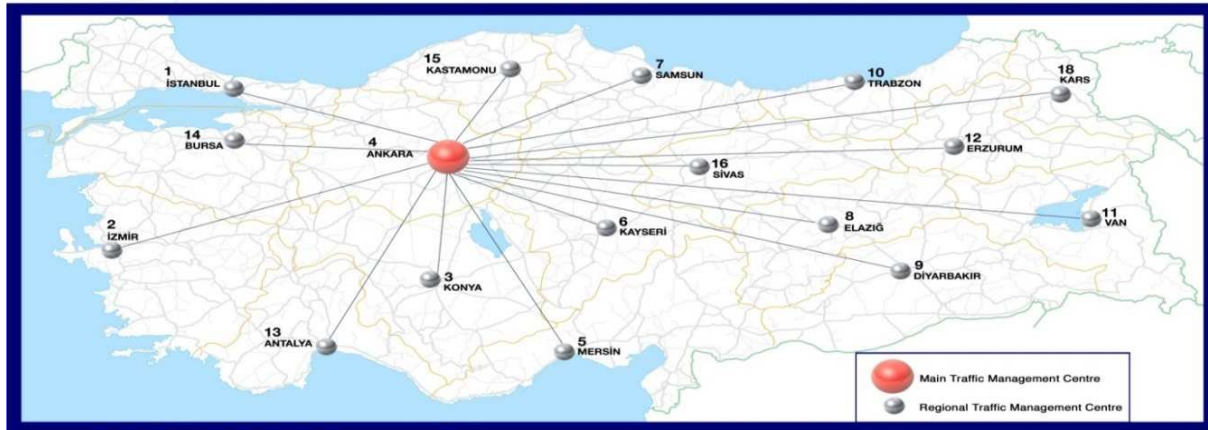 15
KASTAMONU
7
SAMSUN
1
İSTANBUL
10
TRABZON
18
KARS
14
BURSA
4
ANKARA
12
ERZURUM
16
SİVAS
2
İZMİR
6
KAYSERİ
8
ELAZIĞ
11
VAN
3
KONYA
9
DİYARBAKIR
13
ANTALYA
5
MERSİN
Main Traffic Management Centre
Regional Traffic Management Centre